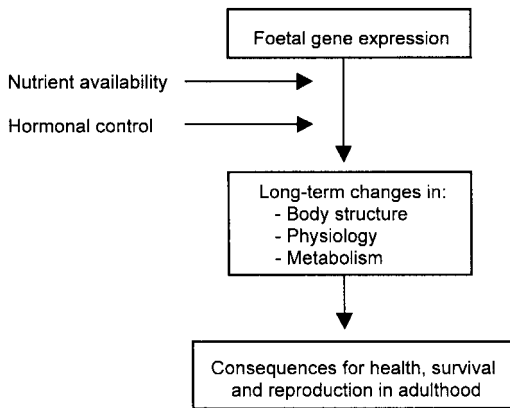 Foetal gene expression
Nutrient availability
Hormonal control
Long-term changes in:
- Body structure
- Physiology
- Metabolism
Consequences for health, survival
and reproduction in adulthood